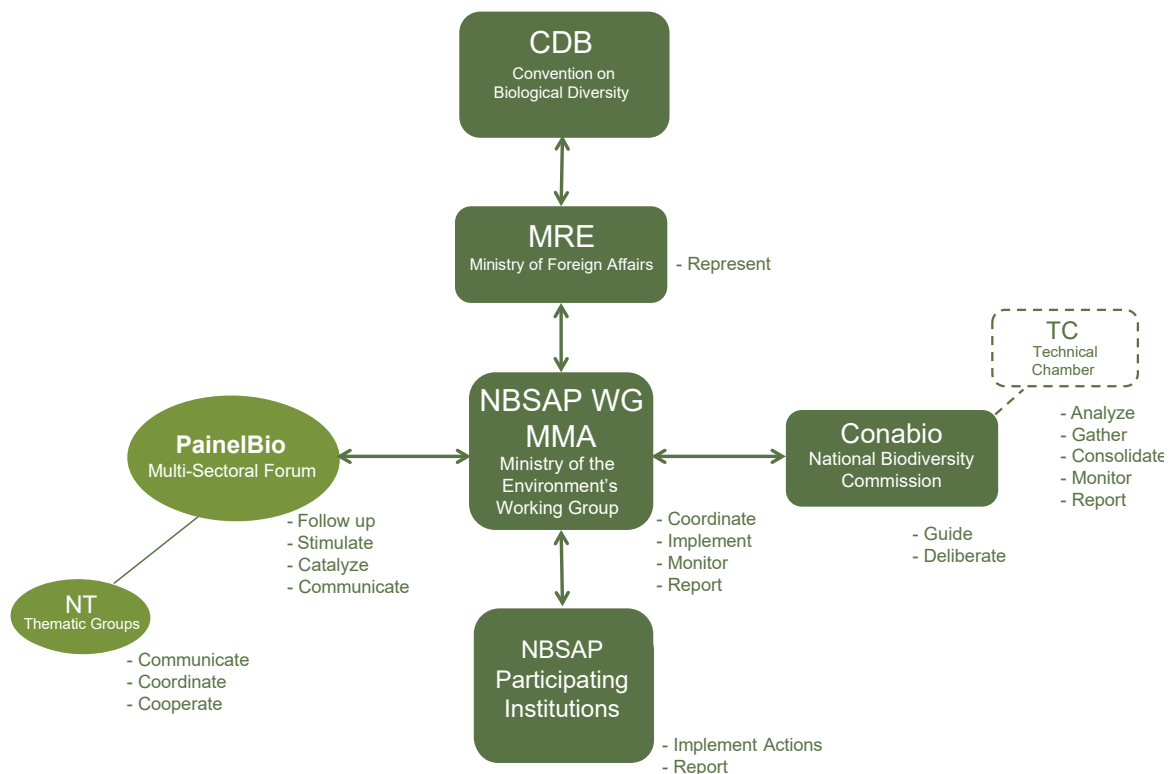 CDB
Convention on
Biological Diversity
MRE
Ministry of Foreign Affairs
- Represent
TC
Technical
Chamber
- Analyze
- Gather
- Consolidate
- Monitor
- Report
NBSAP WG
MMA
Ministry of the
Environment’s
Working Group
- Coordinate
- Implement
- Monitor
- Report
Conabio
National Biodiversity
Commission
- Guide
- Deliberate
PainelBio
Multi-Sectoral Forum
- Follow up
- Stimulate
- Catalyze
- Communicate
NT
Thematic Groups
- Communicate
- Coordinate
- Cooperate
NBSAP
Participating
Institutions
- Implement Actions
- Report